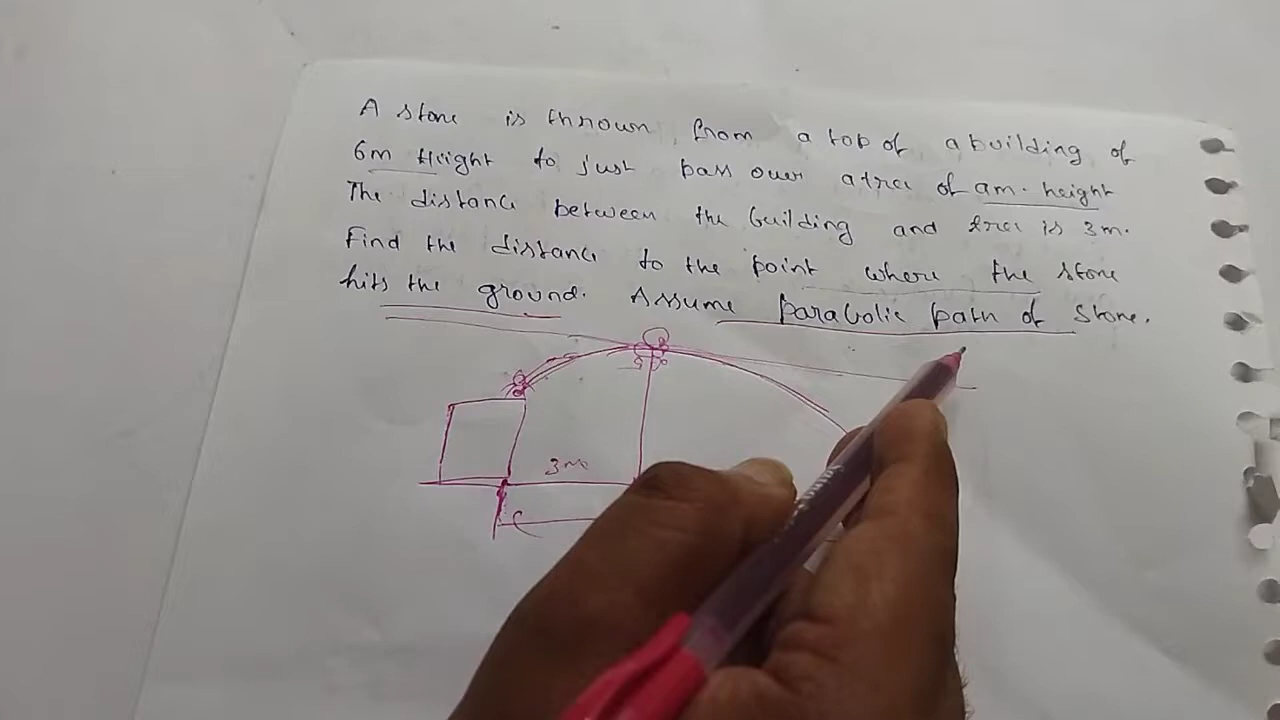 A stone is thrown from a top of a building of
6m Height to just pass over a tree of am. height
The distance between the building and tree is 3m.
Find the distance to the point where the stone
hits the ground. Assume parabolic path of stone.
3m